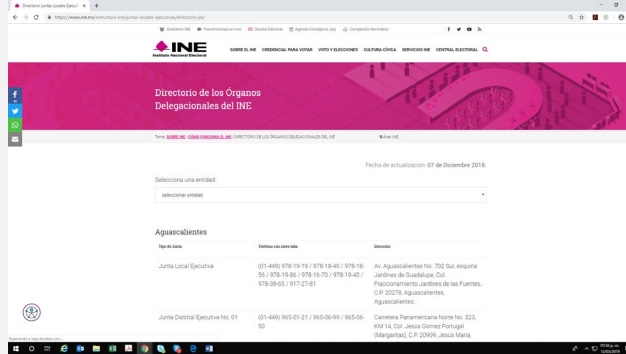 Directorio Juntas Locales Ejecuti
https://www.ine.mx/estructura-ine/juntas-locales-ejecutivas/directorio-jle/
Directorio INE Transmisiones en vivo Gaceta Electoral Agenda Consejeros (as) Compendio Normativo
INE
Instituto Nacional Electoral
SOBRE EL INE CREDENCIAL PARA VOTAR VOTO Y ELECCIONES CULTURA CÍVICA SERVICIOS INE CENTRAL ELECTORAL
Directorio de los Órganos
Delegacionales del INE
Tema: SOBRE INE CÓMO FUNCIONA EL INE DIRECTORIO DE LOS ÓRGANOS DELEGACIONALES DEL INE
Área: INE
Fecha de actualización: 07 de Diciembre 2018.
Selecciona una entidad
seleccionar entidad
Aguascalientes
Tipo de Junta Teléfono con clave lada Dirección
Junta Local Ejecutiva (01-449) 978-19-19 / 978-18-40 / 978-18- Av. Aguascalientes No. 702 Sur, esquina
56 / 978-19-86 / 978-16-70 / 978-19-40 / Jardines de Guadalupe, Col.
978-38-65 / 917-27-81 Fraccionamiento Jardines de las Fuentes,
C.P. 20278, Aguascalientes,
Aguascalientes.
Junta Distrital Ejecutiva No. 01 (01-449) 965-01-21 / 965-06-99 / 965-06- Carretera Panamericana Norte No. 323,
50 KM 14, Col. Jesús Gómez Portugal
(Margaritas), C.P. 20909, Jesús María,